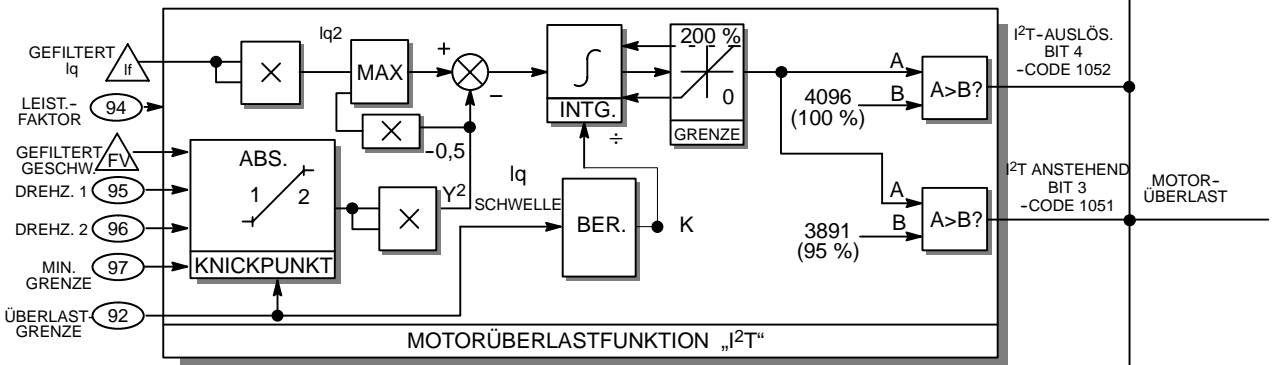 GEFILTERT
Iq
If
LEIST.-
FAKTOR
94
GEFILTERT
GESCHW.
FV
DREHZ. 1
95
DREHZ. 2
96
MIN.
GRENZE
97
ÜBERLAST-
GRENZE
92
×
Iq2
MAX
×
-0,5
+
−
ABS.
1
2
KNICKPUNKT
×
Y²
∫
INTG.
÷
200 %
0
GRENZE
Iq
SCHWELLE
BER.
K
A
B
4096
(100 %)
A>B?
A
B
3891
(95 %)
A>B?
I²T-AUSLÖS.
BIT 4
-CODE 1052
I²T ANSTEHEND
BIT 3
-CODE 1051
MOTOR-
ÜBERLAST
MOTORÜBERLASTFUNKTION „I²T“